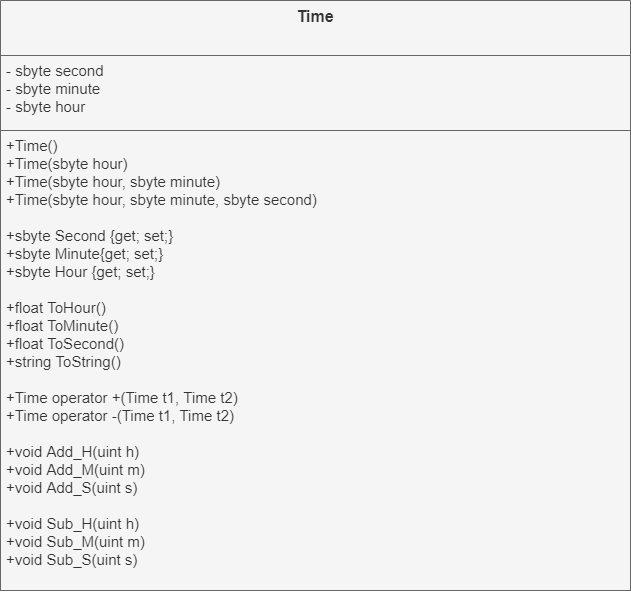 Time
- sbyte second
- sbyte minute
- sbyte hour
+Time()
+Time(sbyte hour)
+Time(sbyte hour, sbyte minute)
+Time(sbyte hour, sbyte minute, sbyte second)
+sbyte Second {get; set;}
+sbyte Minute{get; set;}
+sbyte Hour {get; set;}
+float ToHour()
+float ToMinute()
+float ToSecond()
+string ToString()
+Time operator +(Time t1, Time t2)
+Time operator -(Time t1, Time t2)
+void Add_H(uint h)
+void Add_M(uint m)
+void Add_S(uint s)
+void Sub_H(uint h)
+void Sub_M(uint m)
+void Sub_S(uint s)